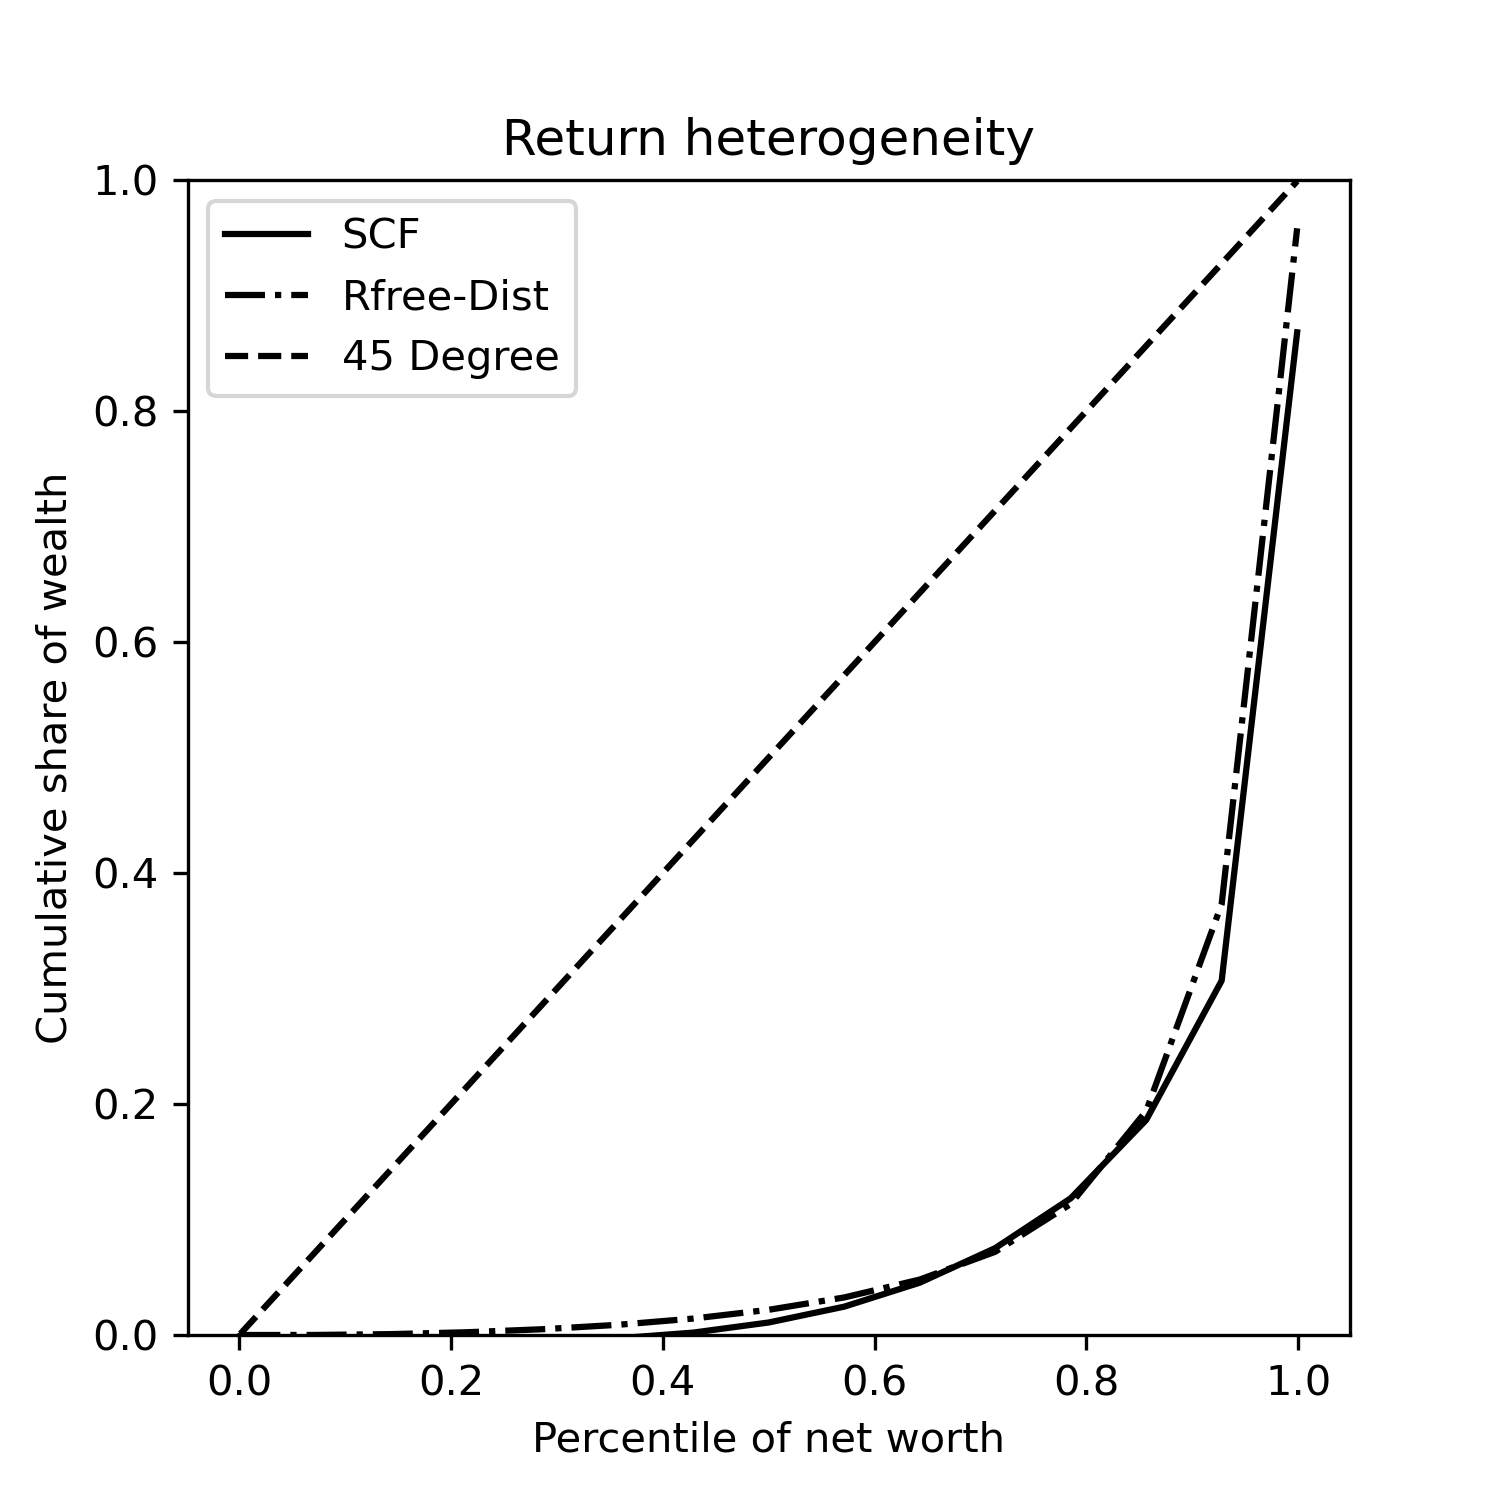 Return heterogeneity
1.0
0.8
0.6
0.4
0.2
0.0
Cumulative share of wealth
SCF
Rfree-Dist
45 Degree
0.0 0.2 0.4 0.6 0.8 1.0
Percentile of net worth